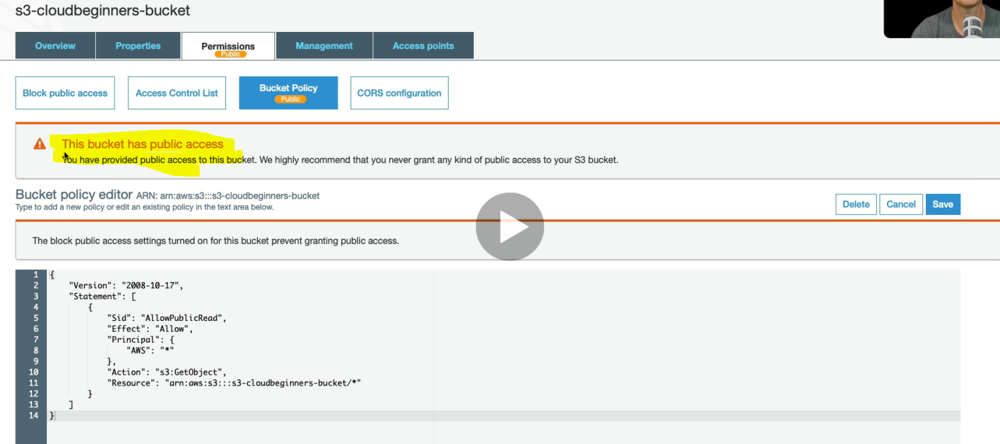 s3-cloudbeginners-bucket
Overview
Properties
Permissions
Public
Management
Access points
Block public access
Access Control List
Bucket Policy
Public
CORS configuration
This bucket has public access
You have provided public access to this bucket. We highly recommend that you never grant any kind of public access to your S3 bucket.
Bucket policy editor ARN: arn:aws:s3:::s3-cloudbeginners-bucket
Type to add a new policy or edit an existing policy in the text area below.
Delete
Cancel
Save
The block public access settings turned on for this bucket prevent granting public access.
1 {
2 "Version": "2008-10-17",
3 "Statement": [
4 {
5 "Sid": "AllowPublicRead",
6 "Effect": "Allow",
7 "Principal": {
8 "AWS": "*"
9 },
10 "Action": "s3:GetObject",
11 "Resource": "arn:aws:s3:::s3-cloudbeginners-bucket/*"
12 }
13 ]
14 }